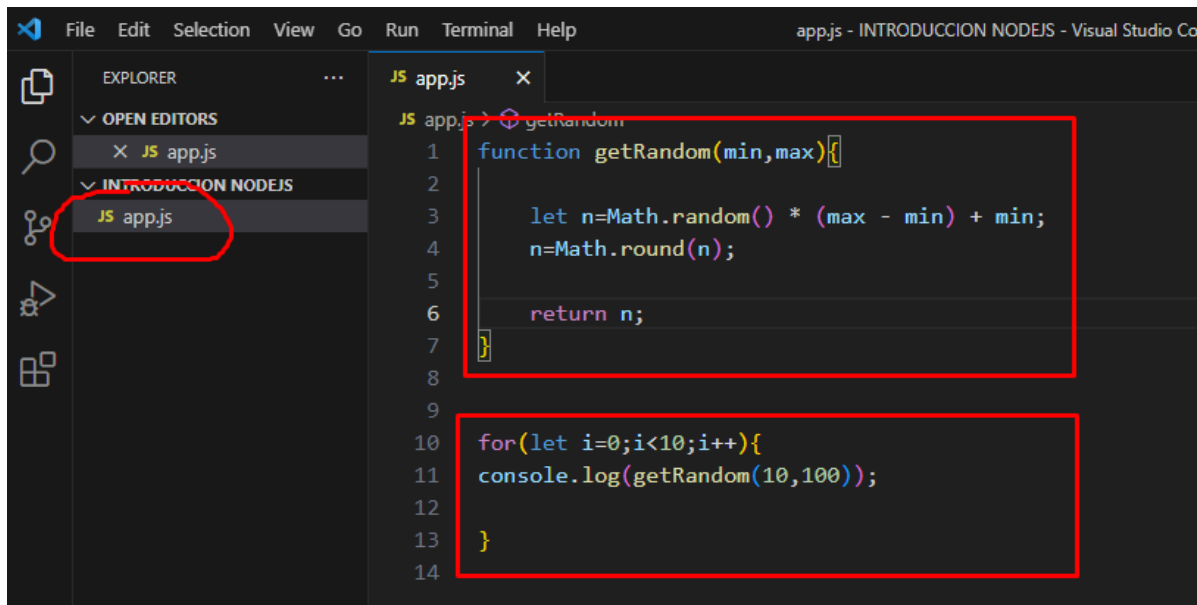 File Edit Selection View Go Run Terminal Help app.js - INTRODUCCION NODEJS - Visual Studio Co
EXPLORER ...
JS app.js ×
OPEN EDITORS
× JS app.js
INTRODUCCION NODEJS
JS app.js
JS app.js > getRandom
1 function getRandom(min,max){
2
3 let n=Math.random() * (max - min) + min;
4 n=Math.round(n);
5
6 return n;
7 }
8
9
10 for(let i=0;i<10;i++){
11 console.log(getRandom(10,100));
12
13 }
14